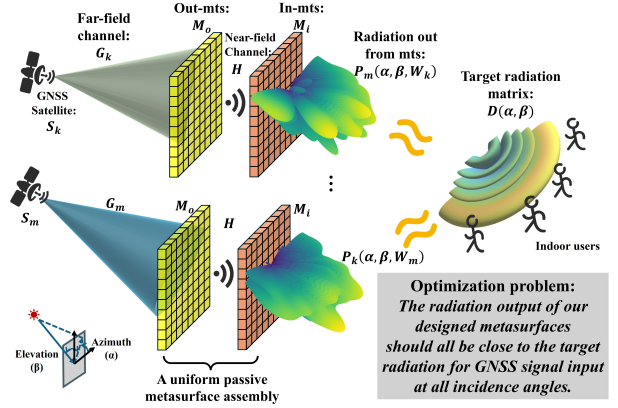 Far-field
channel:
G_k
Out-mts:
M_o
Near-field
Channel:
H
In-mts:
M_i
Radiation out
from mts:
P_m(α, β, W_k)
Target radiation
matrix:
D(α, β)
GNSS
Satellite:
S_k
⋮
S_m
G_m
M_o
H
M_i
P_k(α, β, W_m)
Indoor users
Elevation
(β)
Azimuth
(α)
A uniform passive
metasurface assembly
Optimization problem:
The radiation output of our
designed metasurfaces
should all be close to the target
radiation for GNSS signal input
at all incidence angles.